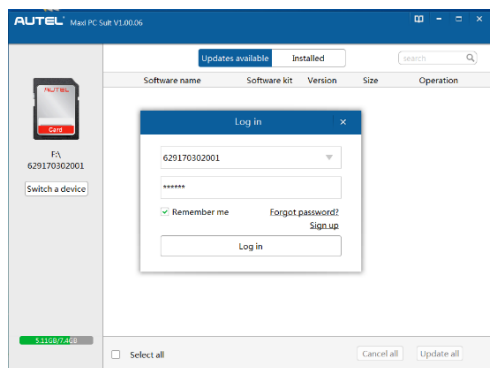 AUTEL® Maxi PC Suit V1.00.06
Updates available Installed search
Software name Software kit Version Size Operation
AUTEL
Card
F:\
629170302001
Switch a device
Log in ×
629170302001
******
Remember me Forgot password?
Sign up
Log in
5.11GB/7.4GB
Select all Cancel all Update all